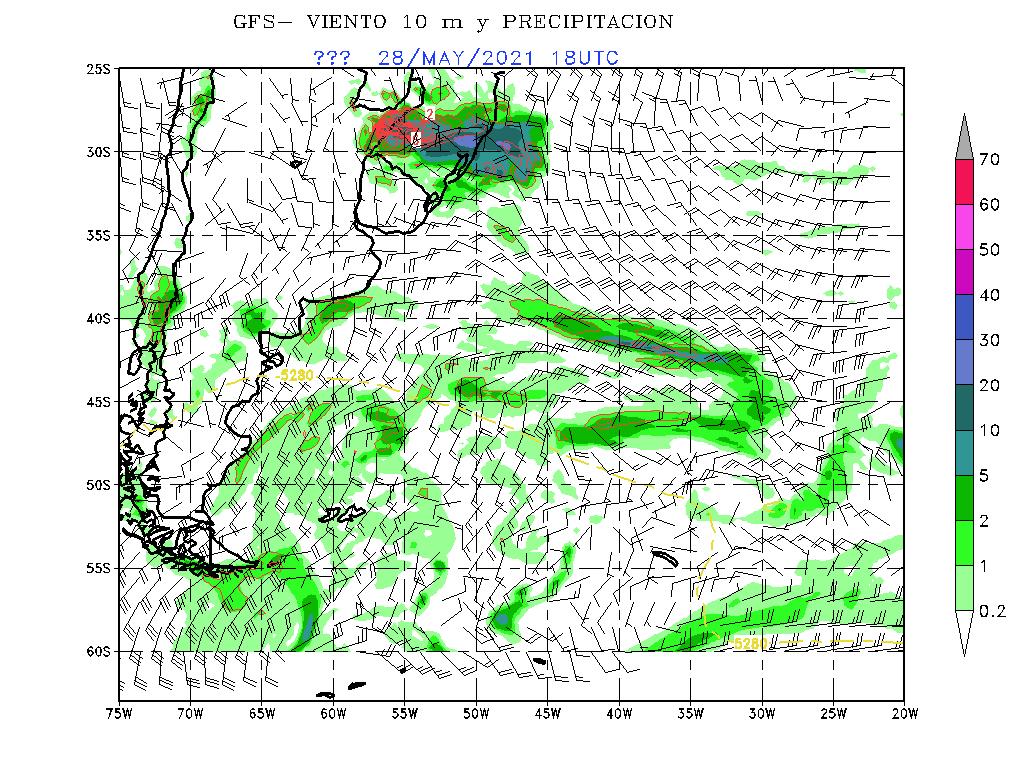 GFS— VIENTO 10 m y PRECIPITACION
??? 28/MAY/2021 18UTC
25S
30S
35S
40S
45S
50S
55S
60S
75W 70W 65W 60W 55W 50W 45W 40W 35W 30W 25W 20W
-5280
-5280
70
60
50
40
30
20
10
5
2
1
0.2